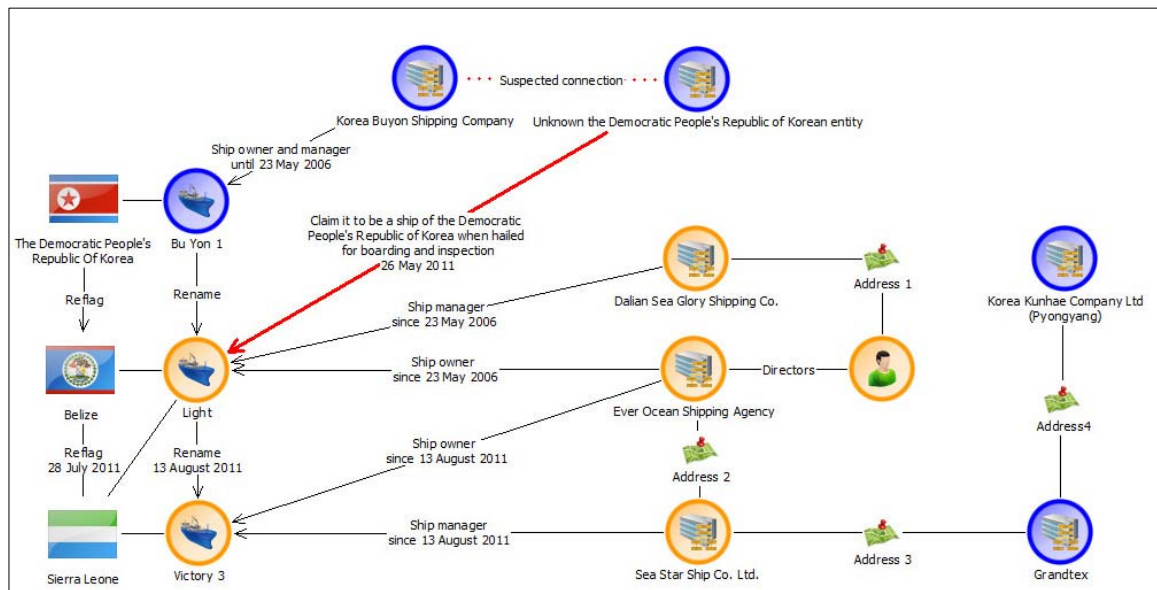 Suspected connection
Korea Buyon Shipping Company
Unknown the Democratic People's Republic of Korean entity
Ship owner and manager
until 23 May 2006
The Democratic People's
Republic Of Korea
Bu Yon 1
Claim it to be a ship of the Democratic
People's Republic of Korea when hailed
for boarding and inspection
26 May 2011
Reflag
Rename
Dalian Sea Glory Shipping Co.
Address 1
Korea Kunhae Company Ltd
(Pyongyang)
Ship manager
since 23 May 2006
Ship owner
since 23 May 2006
Directors
Belize
Light
Ever Ocean Shipping Agency
Address4
Reflag
28 July 2011
Rename
13 August 2011
Ship owner
since 13 August 2011
Address 2
Ship manager
since 13 August 2011
Address 3
Sierra Leone
Victory 3
Sea Star Ship Co. Ltd.
Grandtex